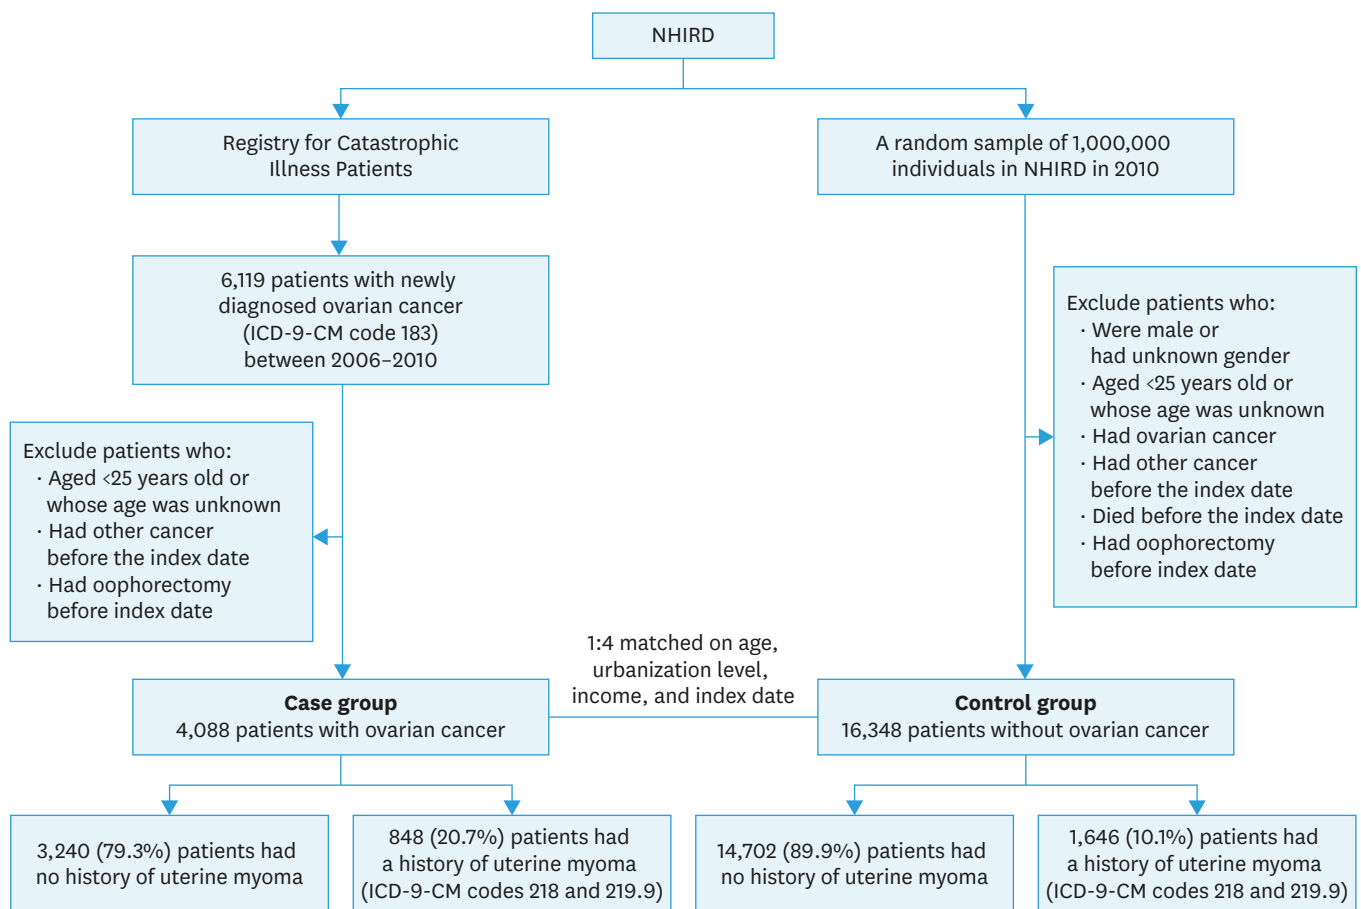 NHIRD
Registry for Catastrophic
Illness Patients
A random sample of 1,000,000
individuals in NHIRD in 2010
6,119 patients with newly
diagnosed ovarian cancer
(ICD-9-CM code 183)
between 2006–2010
Exclude patients who:
· Were male or
had unknown gender
· Aged <25 years old or
whose age was unknown
· Had ovarian cancer
· Had other cancer
before the index date
· Died before the index date
· Had oophorectomy
before index date
Exclude patients who:
· Aged <25 years old or
whose age was unknown
· Had other cancer
before the index date
· Had oophorectomy
before index date
1:4 matched on age,
urbanization level,
income, and index date
Case group
4,088 patients with ovarian cancer
Control group
16,348 patients without ovarian cancer
3,240 (79.3%) patients had
no history of uterine myoma
848 (20.7%) patients had
a history of uterine myoma
(ICD-9-CM codes 218 and 219.9)
14,702 (89.9%) patients had
no history of uterine myoma
1,646 (10.1%) patients had
a history of uterine myoma
(ICD-9-CM codes 218 and 219.9)